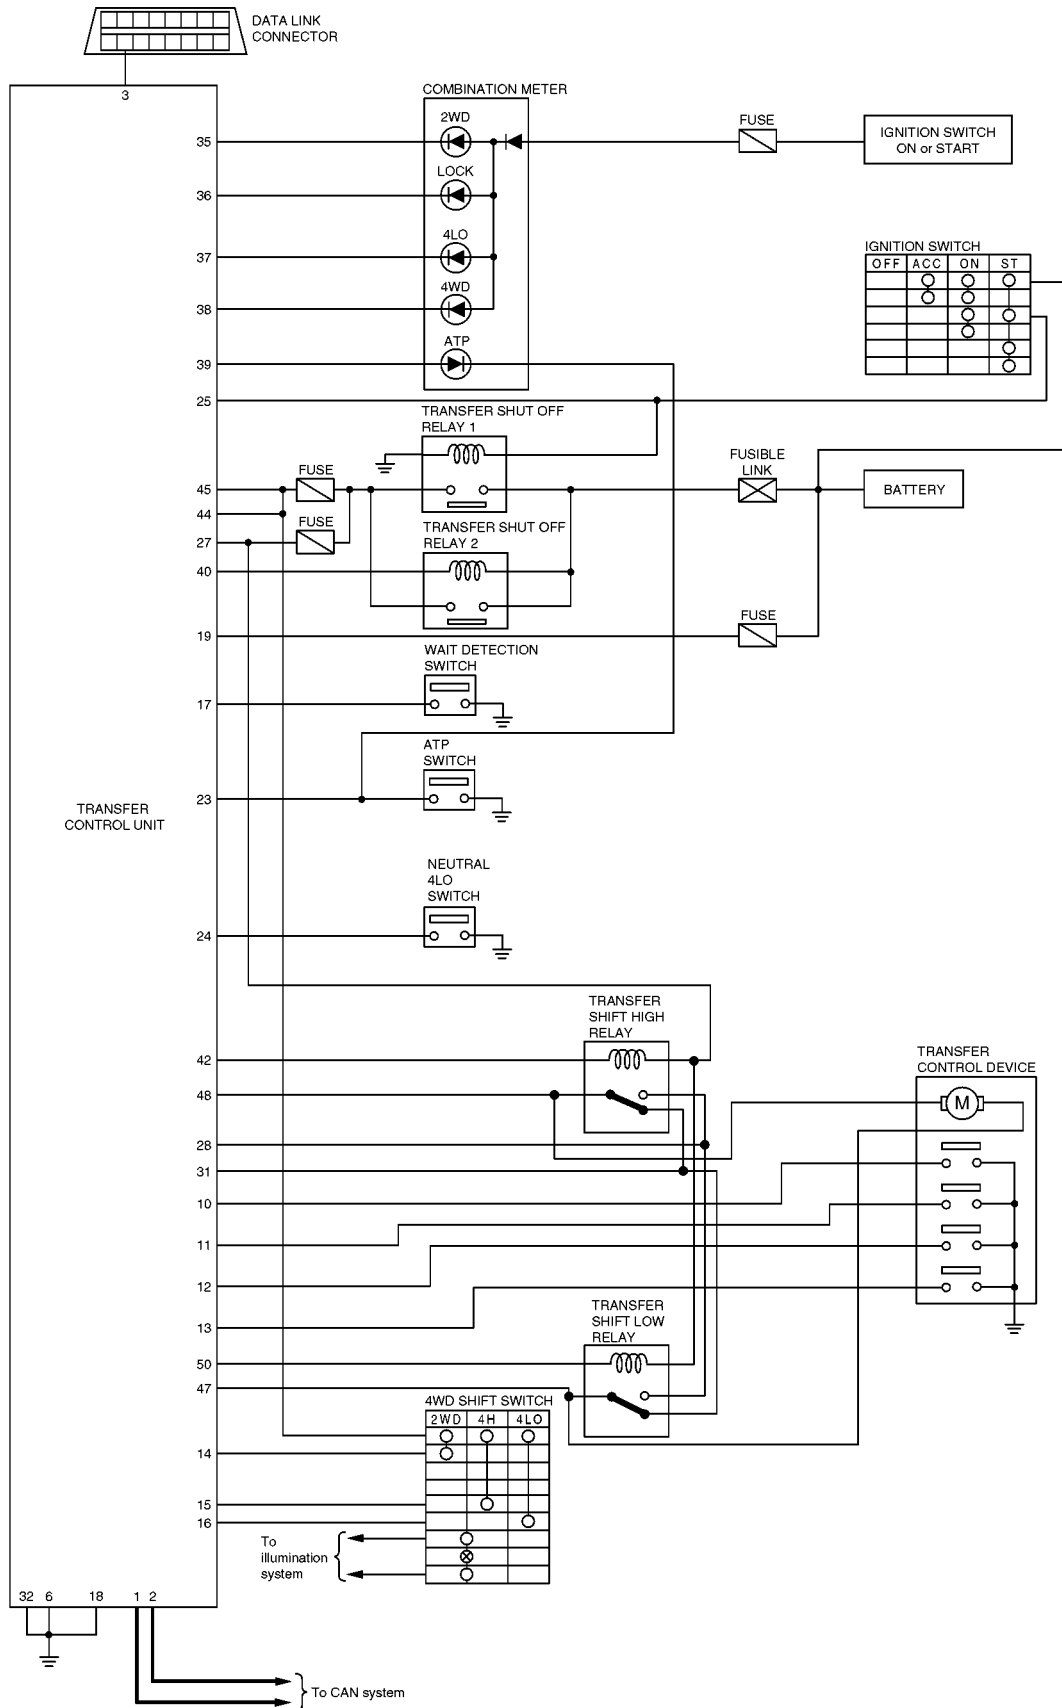 DATA LINK
CONNECTOR
3
COMBINATION METER
2WD
35
FUSE
IGNITION SWITCH
ON or START
LOCK
36
4LO
37
IGNITION SWITCH
OFF ACC ON ST
4WD
38
ATP
39
25
TRANSFER SHUT OFF
RELAY 1
FUSIBLE
LINK
FUSE
45
BATTERY
44
FUSE
27
TRANSFER SHUT OFF
RELAY 2
40
FUSE
19
WAIT DETECTION
SWITCH
17
ATP
SWITCH
23
TRANSFER
CONTROL UNIT
NEUTRAL
4LO
SWITCH
24
TRANSFER
SHIFT HIGH
RELAY
42
TRANSFER
CONTROL DEVICE
48
M
28
31
10
11
12
13
TRANSFER
SHIFT LOW
RELAY
50
47
4WD SHIFT SWITCH
2WD 4H 4LO
14
15
16
To
illumination
system
32 6 18 1 2
To CAN system